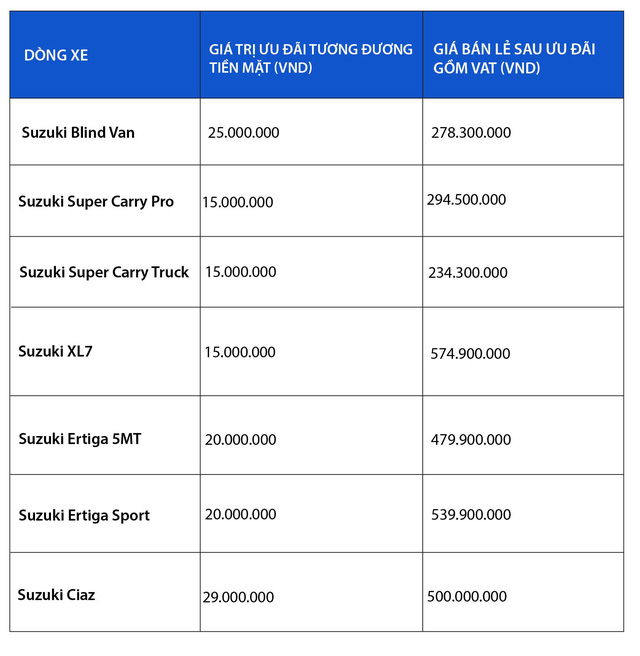 DÒNG XE
GIÁ TRỊ ƯU ĐÃI TƯƠNG ĐƯƠNG
TIỀN MẶT (VND)
GIÁ BÁN LẺ SAU ƯU ĐÃI
GỒM VAT (VND)
Suzuki Blind Van
25.000.000
278.300.000
Suzuki Super Carry Pro
15.000.000
294.500.000
Suzuki Super Carry Truck
15.000.000
234.300.000
Suzuki XL7
15.000.000
574.900.000
Suzuki Ertiga 5MT
20.000.000
479.900.000
Suzuki Ertiga Sport
20.000.000
539.900.000
Suzuki Ciaz
29.000.000
500.000.000